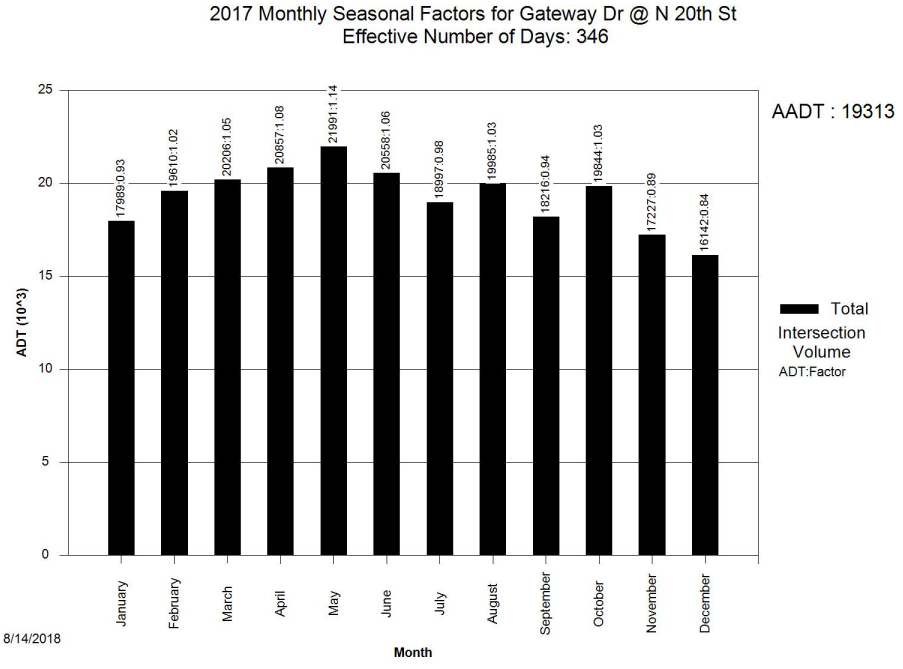 2017 Monthly Seasonal Factors for Gateway Dr @ N 20th St
Effective Number of Days: 346
AADT : 19313
25
20
15
10
5
0
ADT (10^3)
17989:0.93
19610:1.02
20206:1.05
20857:1.08
21991:1.14
20558:1.06
18997:0.98
19985:1.03
18216:0.94
19844:1.03
17227:0.89
16142:0.84
Total
Intersection
Volume
ADT:Factor
January
February
March
April
May
June
July
August
September
October
November
December
Month
8/14/2018